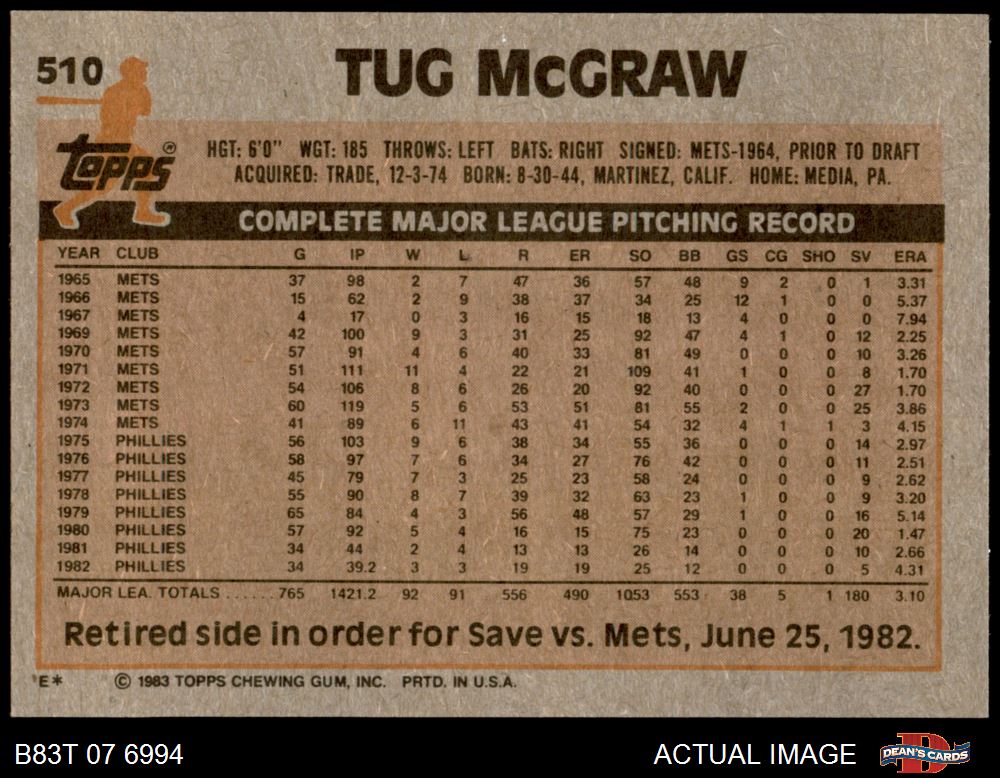 510
TUG McGRAW
Topps®
HGT: 6'0" WGT: 185 THROWS: LEFT BATS: RIGHT SIGNED: METS-1964, PRIOR TO DRAFT
ACQUIRED: TRADE, 12-3-74 BORN: 8-30-44, MARTINEZ, CALIF. HOME: MEDIA, PA.
COMPLETE MAJOR LEAGUE PITCHING RECORD
YEAR CLUB G IP W L R ER SO BB GS CG SHO SV ERA
1965 METS 37 98 2 7 47 36 57 48 9 2 0 1 3.31
1966 METS 15 62 2 9 38 37 34 25 12 1 0 0 5.37
1967 METS 4 17 0 3 16 15 18 13 4 0 0 0 7.94
1969 METS 42 100 9 3 31 25 92 47 4 1 0 12 2.25
1970 METS 57 91 4 6 40 33 81 49 0 0 0 10 3.26
1971 METS 51 111 11 4 22 21 109 41 1 0 0 8 1.70
1972 METS 54 106 8 6 26 20 92 40 0 0 0 27 1.70
1973 METS 60 119 5 6 53 51 81 55 2 0 0 25 3.86
1974 METS 41 89 6 11 43 41 54 32 4 1 1 3 4.15
1975 PHILLIES 56 103 9 6 38 34 55 36 0 0 0 14 2.97
1976 PHILLIES 58 97 7 6 34 27 76 42 0 0 0 11 2.51
1977 PHILLIES 45 79 7 3 25 23 58 24 0 0 0 9 2.62
1978 PHILLIES 55 90 8 7 39 32 63 23 1 0 0 9 3.20
1979 PHILLIES 65 84 4 3 56 48 57 29 1 0 0 16 5.14
1980 PHILLIES 57 92 5 4 16 15 75 23 0 0 0 20 1.47
1981 PHILLIES 34 44 2 4 13 13 26 14 0 0 0 10 2.66
1982 PHILLIES 34 39.2 3 3 19 19 25 12 0 0 0 5 4.31
MAJOR LEA. TOTALS ...... 765 1421.2 92 91 556 490 1053 553 38 5 1 180 3.10
Retired side in order for Save vs. Mets, June 25, 1982.
E* © 1983 TOPPS CHEWING GUM, INC. PRTD. IN U.S.A.
B83T 07 6994 ACTUAL IMAGE DEAN'S CARDS